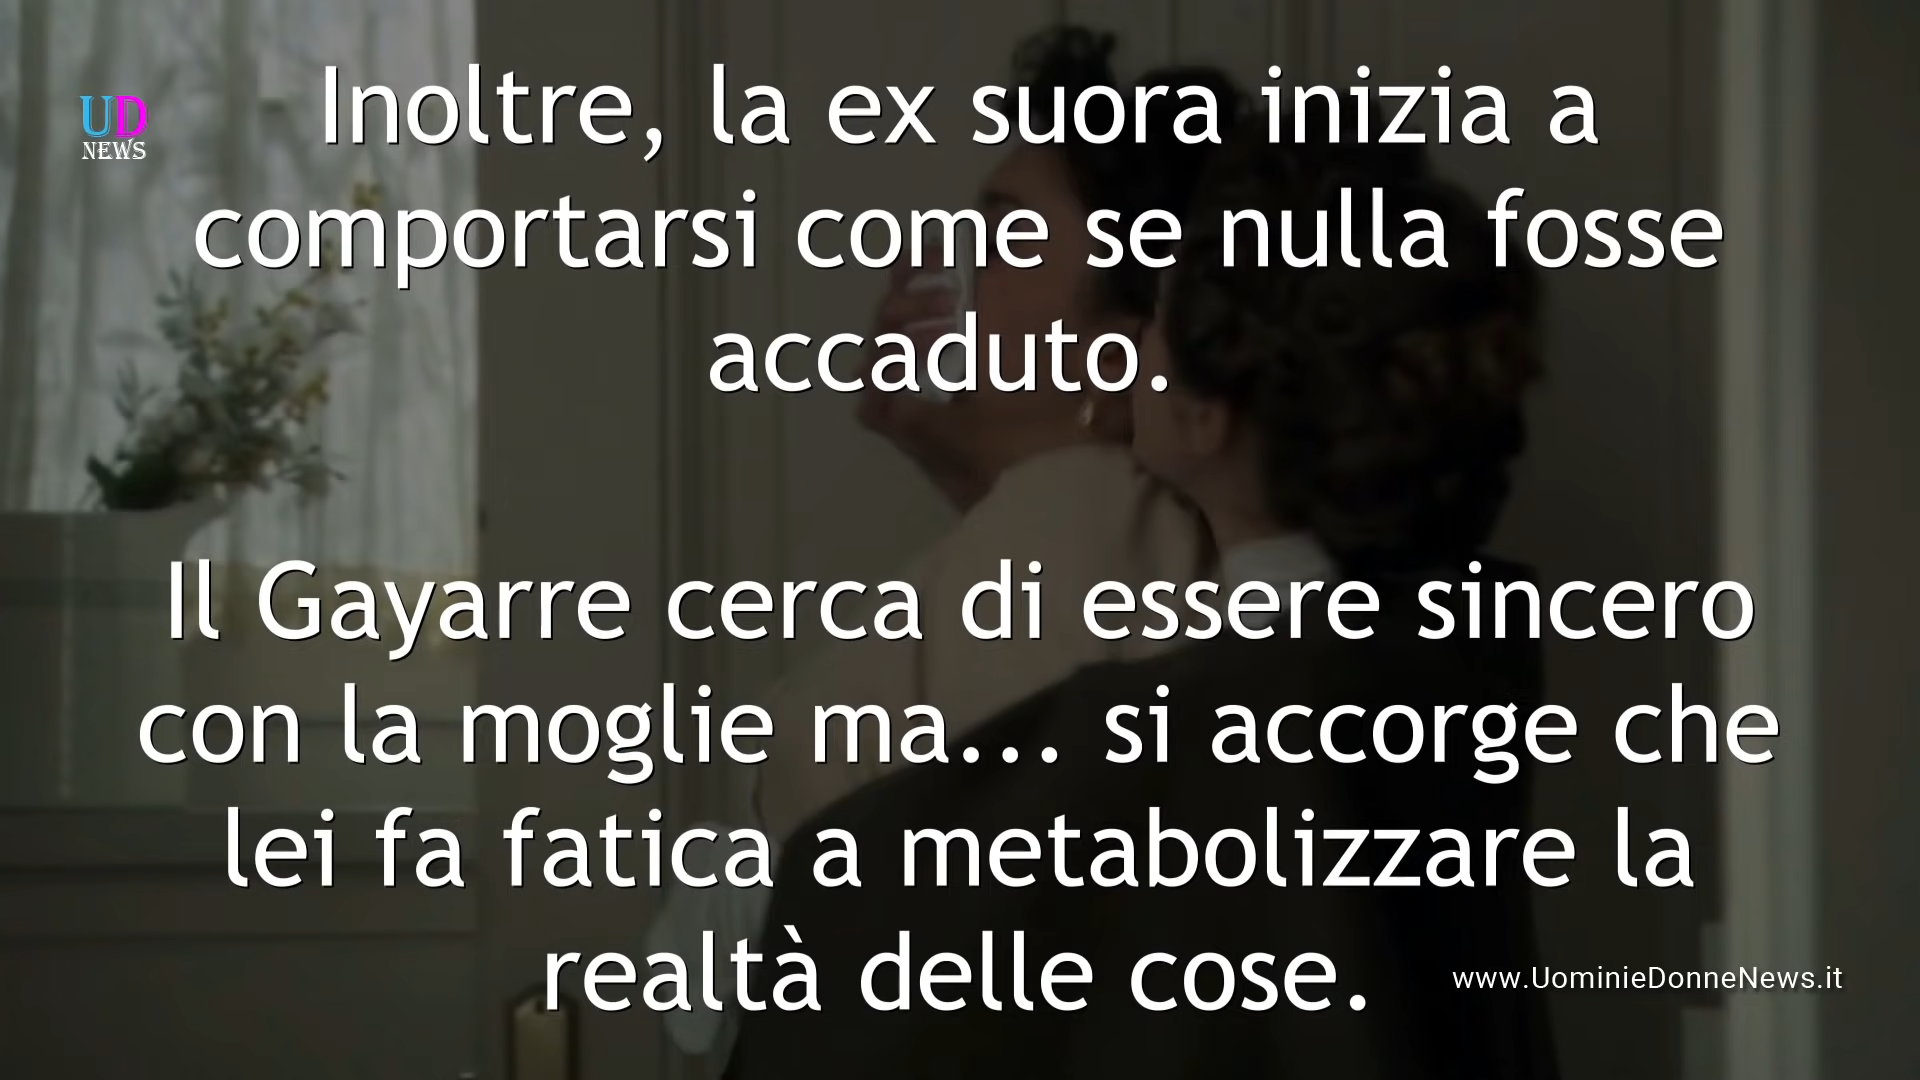 UD
NEWS
Inoltre, la ex suora inizia a
comportarsi come se nulla fosse
accaduto.
Il Gayarre cerca di essere sincero
con la moglie ma... si accorge che
lei fa fatica a metabolizzare la
realtà delle cose.
www.UominieDonneNews.it